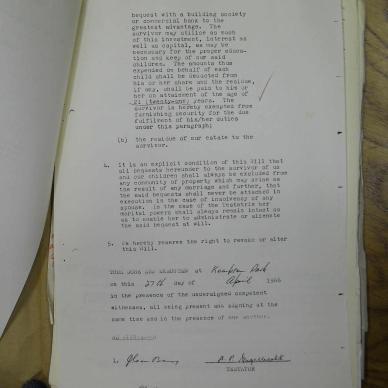 bequest with a building society
or commercial bank to the
greatest advantage. The
survivor may utilise as much
of this investment, interest as
well as capital, as may be
necessary for the proper educa-
tion and keep of our said
children. The amounts thus
expended on behalf of each
child shall be deducted from
his or her share and the residue,
if any, shall be paid to him or
her on attainment of the age of
21 (twenty-one) years. The
survivor is hereby exempted from
furnishing security for the due
fulfilment of his/her duties
under this paragraph;
(b) the residue of our estate to the
survivor.
4. It is an explicit condition of this Will that
all bequests hereunder to the survivor of us
and our children shall always be excluded from
any community of property which may arise as
the result of any marriage and further, that
the said bequests shall never be attached in
execution in the case of insolvency of any
spouse. In the case of the Testatrix her
marital powers shall always remain intact so
as to enable her to administrate or alienate
the said bequest at will.
5. We hereby reserve the right to revoke or alter
this Will.
THUS DONE AND EXECUTED at Kempton Park
on this 27th day of April 1966
in the presence of the undersigned competent
witnesses, all being present and signing at the
same time and in the presence of one another.
AS WITNESSES
1.
TESTATOR